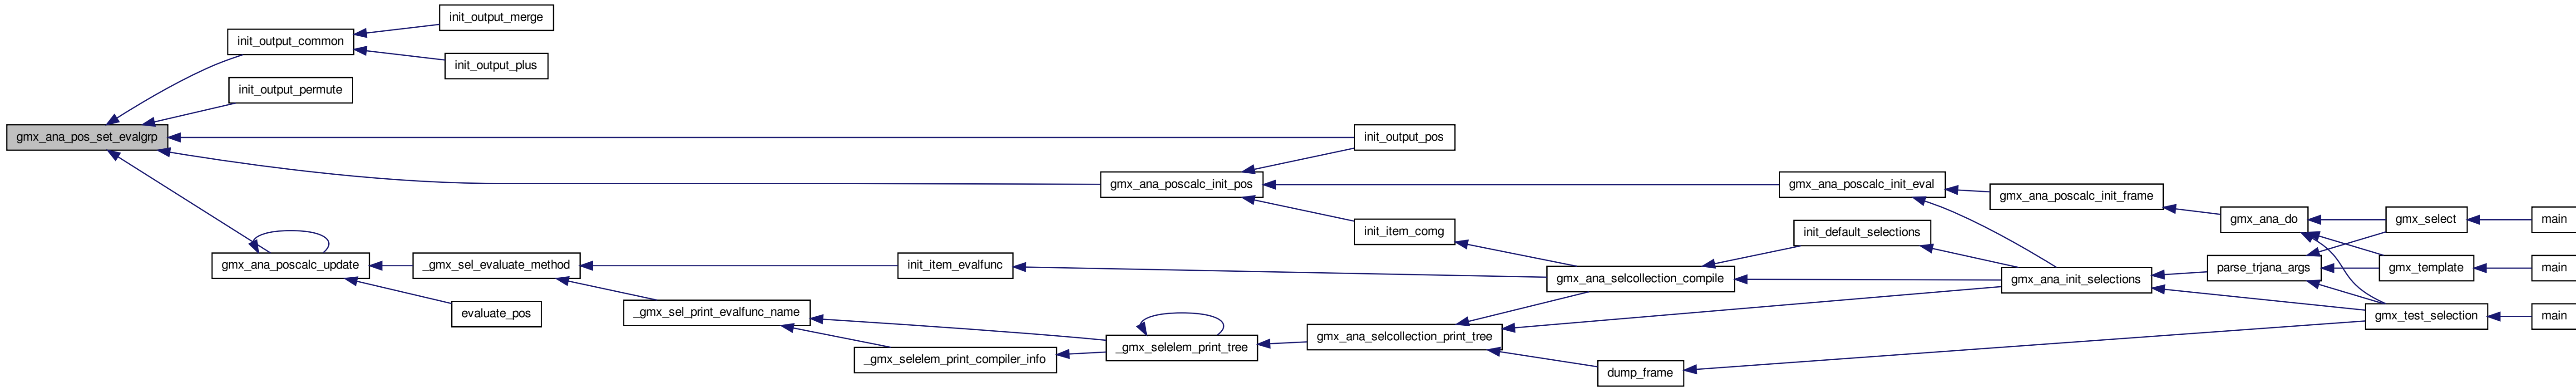 init_output_merge
init_output_common
init_output_plus
init_output_permute
gmx_ana_pos_set_evalgrp
init_output_pos
gmx_ana_poscalc_init_pos
gmx_ana_poscalc_init_eval
gmx_ana_poscalc_init_frame
gmx_ana_do
gmx_select
main
init_item_comg
init_default_selections
gmx_ana_poscalc_update
_gmx_sel_evaluate_method
init_item_evalfunc
gmx_ana_selcollection_compile
gmx_ana_init_selections
parse_trjana_args
gmx_template
main
evaluate_pos
_gmx_sel_print_evalfunc_name
gmx_test_selection
main
_gmx_selelem_print_compiler_info
_gmx_selelem_print_tree
gmx_ana_selcollection_print_tree
dump_frame